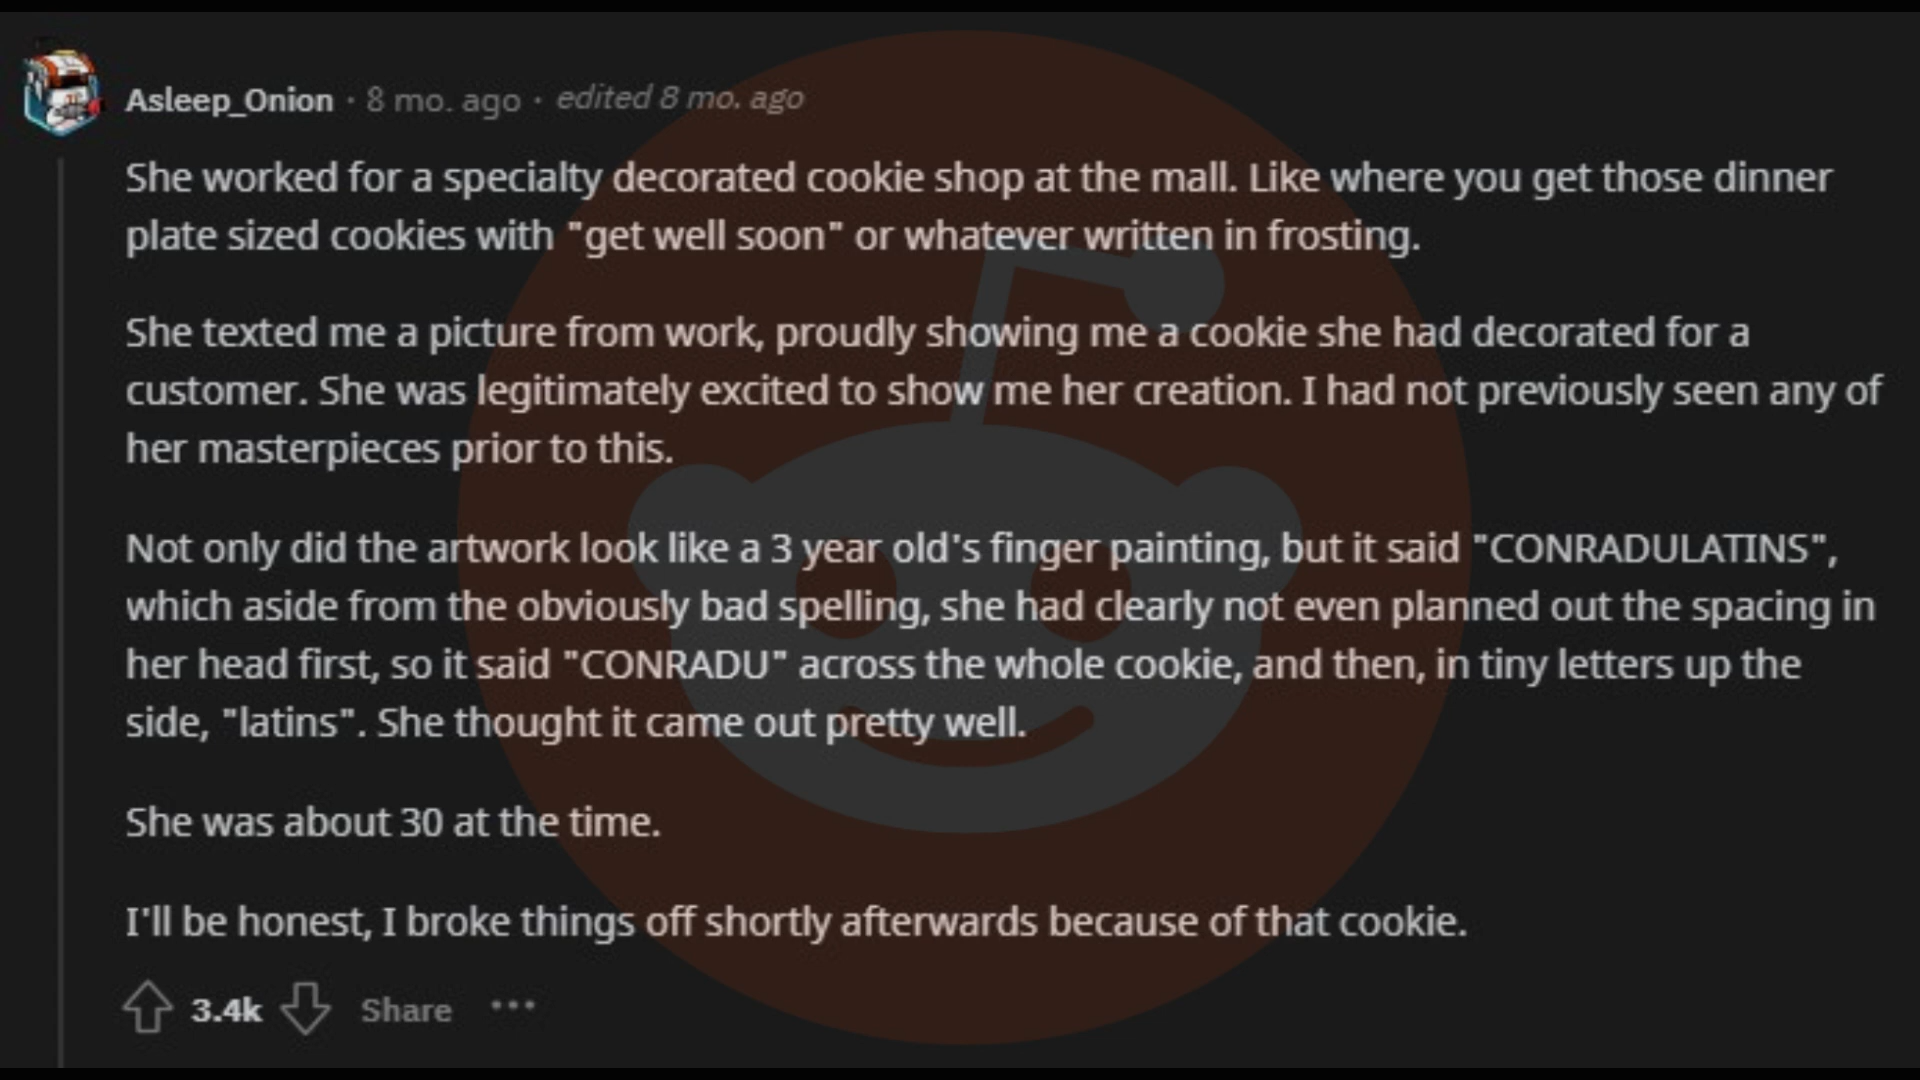 Asleep_Onion · 8 mo. ago · edited 8 mo. ago
She worked for a specialty decorated cookie shop at the mall. Like where you get those dinner
plate sized cookies with "get well soon" or whatever written in frosting.
She texted me a picture from work, proudly showing me a cookie she had decorated for a
customer. She was legitimately excited to show me her creation. I had not previously seen any of
her masterpieces prior to this.
Not only did the artwork look like a 3 year old's finger painting, but it said "CONRADULATINS",
which aside from the obviously bad spelling, she had clearly not even planned out the spacing in
her head first, so it said "CONRADU" across the whole cookie, and then, in tiny letters up the
side, "latins". She thought it came out pretty well.
She was about 30 at the time.
I'll be honest, I broke things off shortly afterwards because of that cookie.
3.4k Share ···